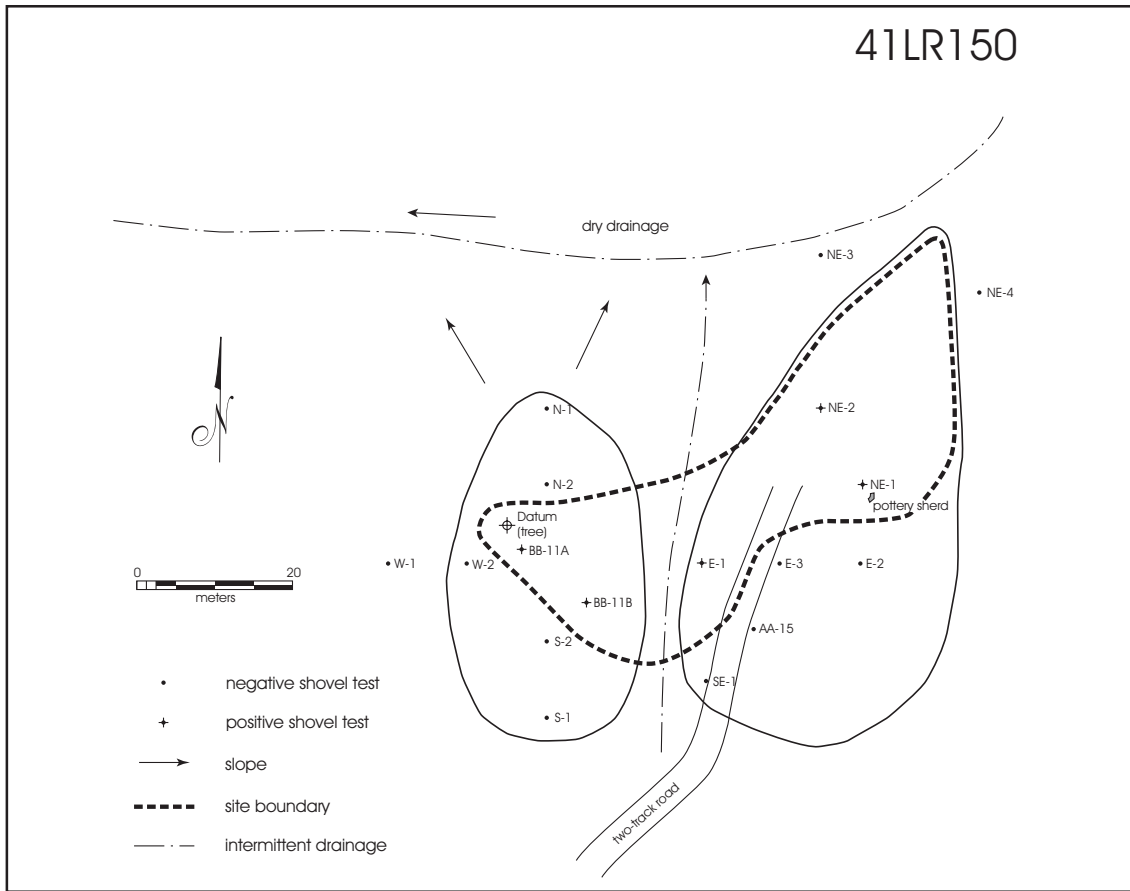 41LR150
dry drainage
NE-3
NE-4
N
N-1
NE-2
N-2
NE-1
pottery sherd
Datum
(tree)
BB-11A
W-1
W-2
E-1
E-3
E-2
0
20
meters
BB-11B
AA-15
S-2
SE-1
S-1
two-track road
negative shovel test
positive shovel test
slope
site boundary
intermittent drainage